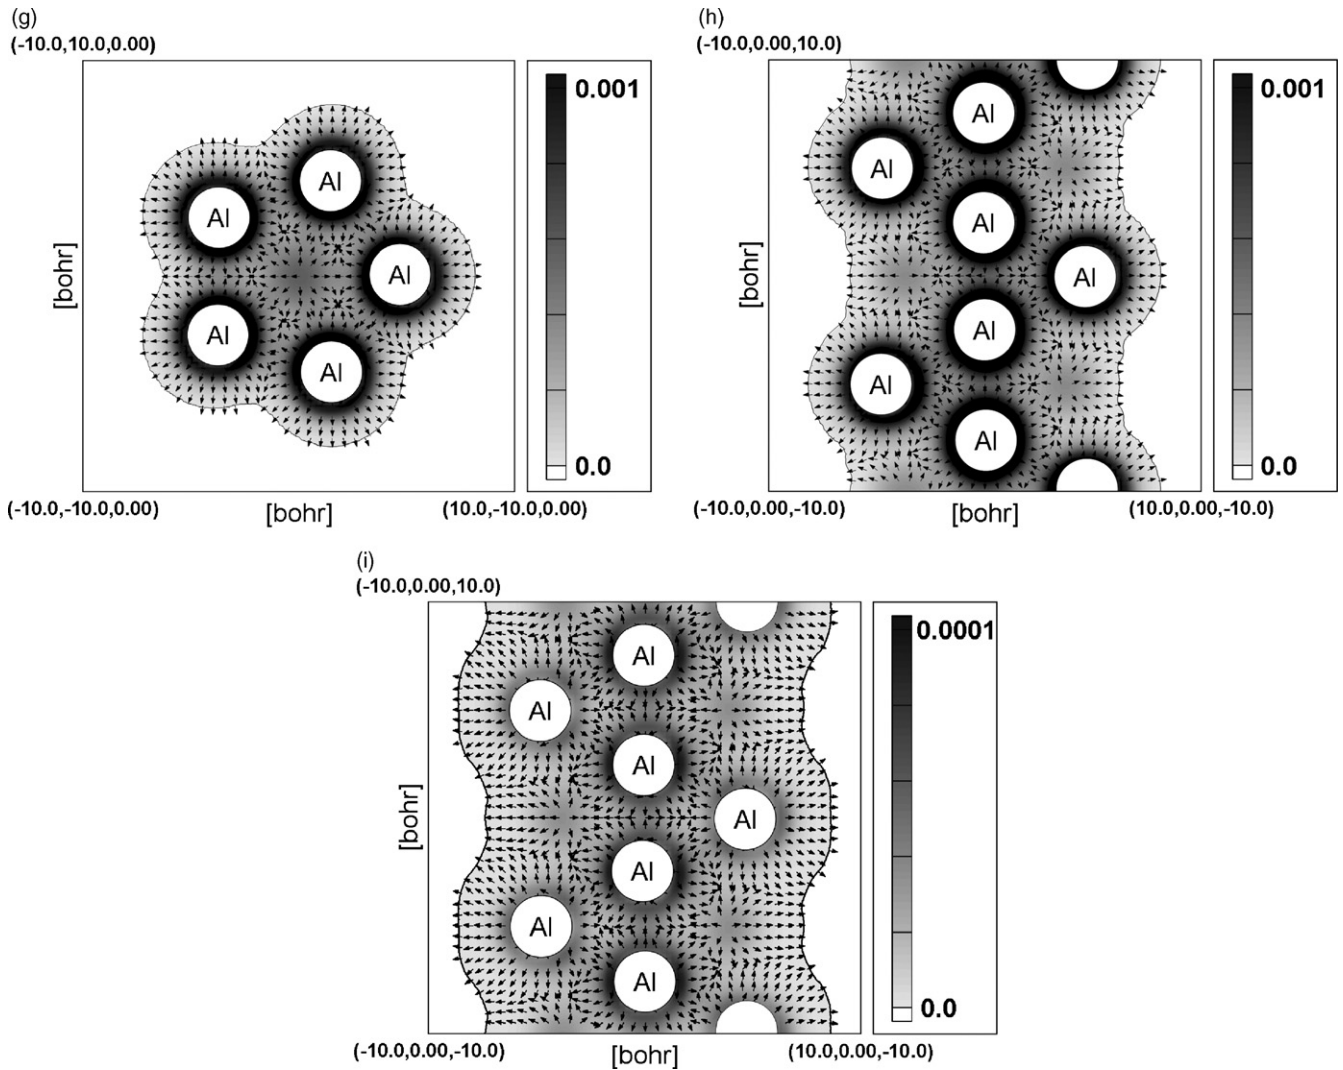 (g)
(-10.0,10.0,0.00)
0.001
Al
Al
Al
Al
Al
[bohr]
0.0
(-10.0,-10.0,0.00)
[bohr]
(10.0,-10.0,0.00)
(h)
(-10.0,0.00,10.0)
0.001
Al
Al
Al
Al
Al
Al
Al
[bohr]
0.0
(-10.0,0.00,-10.0)
[bohr]
(10.0,0.00,-10.0)
(i)
(-10.0,0.00,10.0)
0.0001
Al
Al
Al
Al
Al
Al
Al
[bohr]
0.0
(-10.0,0.00,-10.0)
[bohr]
(10.0,0.00,-10.0)